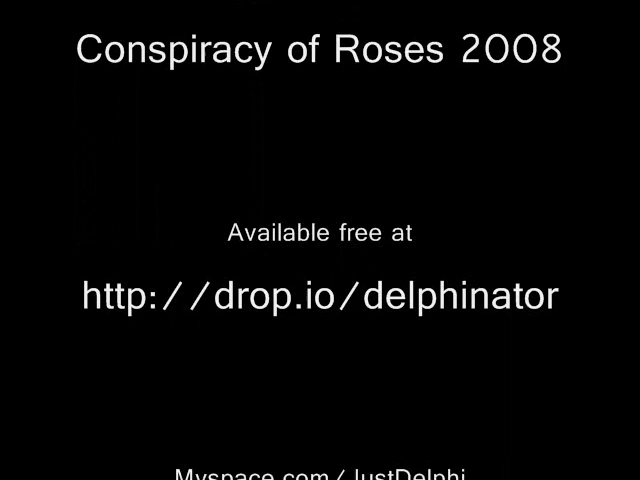 Conspiracy of Roses 2008
Available free at
http://drop.io/delphinator
Myspace.com/JustDelphi